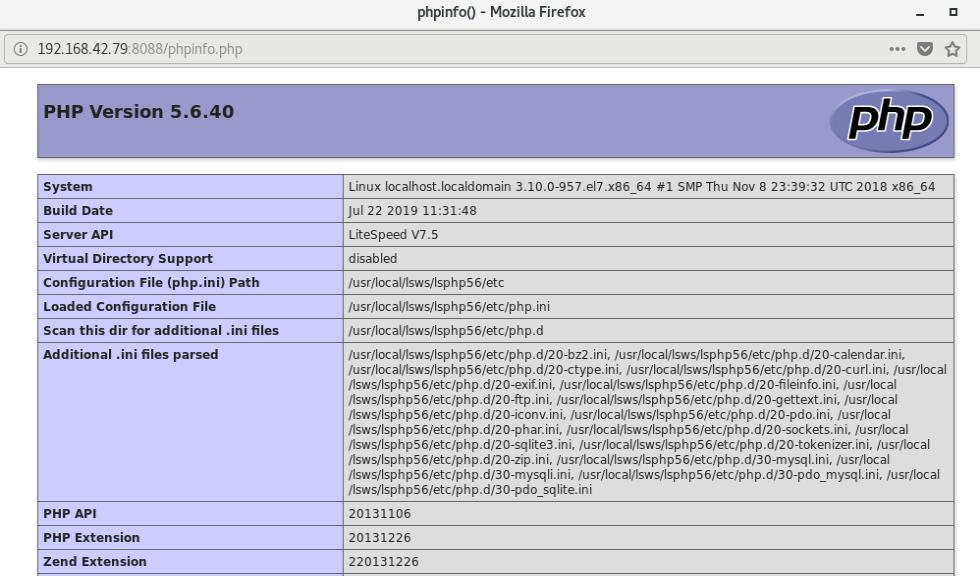 phpinfo() - Mozilla Firefox
192.168.42.79:8088/phpinfo.php
PHP Version 5.6.40
php
System Linux localhost.localdomain 3.10.0-957.el7.x86_64 #1 SMP Thu Nov 8 23:39:32 UTC 2018 x86_64
Build Date Jul 22 2019 11:31:48
Server API LiteSpeed V7.5
Virtual Directory Support disabled
Configuration File (php.ini) Path /usr/local/lsws/lsphp56/etc
Loaded Configuration File /usr/local/lsws/lsphp56/etc/php.ini
Scan this dir for additional .ini files /usr/local/lsws/lsphp56/etc/php.d
Additional .ini files parsed /usr/local/lsws/lsphp56/etc/php.d/20-bz2.ini, /usr/local/lsws/lsphp56/etc/php.d/20-calendar.ini,
/usr/local/lsws/lsphp56/etc/php.d/20-ctype.ini, /usr/local/lsws/lsphp56/etc/php.d/20-curl.ini, /usr/local
/lsws/lsphp56/etc/php.d/20-exif.ini, /usr/local/lsws/lsphp56/etc/php.d/20-fileinfo.ini, /usr/local
/lsws/lsphp56/etc/php.d/20-ftp.ini, /usr/local/lsws/lsphp56/etc/php.d/20-gettext.ini, /usr/local
/lsws/lsphp56/etc/php.d/20-iconv.ini, /usr/local/lsws/lsphp56/etc/php.d/20-pdo.ini, /usr/local
/lsws/lsphp56/etc/php.d/20-phar.ini, /usr/local/lsws/lsphp56/etc/php.d/20-sockets.ini, /usr/local
/lsws/lsphp56/etc/php.d/20-sqlite3.ini, /usr/local/lsws/lsphp56/etc/php.d/20-tokenizer.ini, /usr/local
/lsws/lsphp56/etc/php.d/20-zip.ini, /usr/local/lsws/lsphp56/etc/php.d/30-mysql.ini, /usr/local
/lsws/lsphp56/etc/php.d/30-mysqli.ini, /usr/local/lsws/lsphp56/etc/php.d/30-pdo_mysql.ini, /usr/local
/lsws/lsphp56/etc/php.d/30-pdo_sqlite.ini
PHP API 20131106
PHP Extension 20131226
Zend Extension 220131226